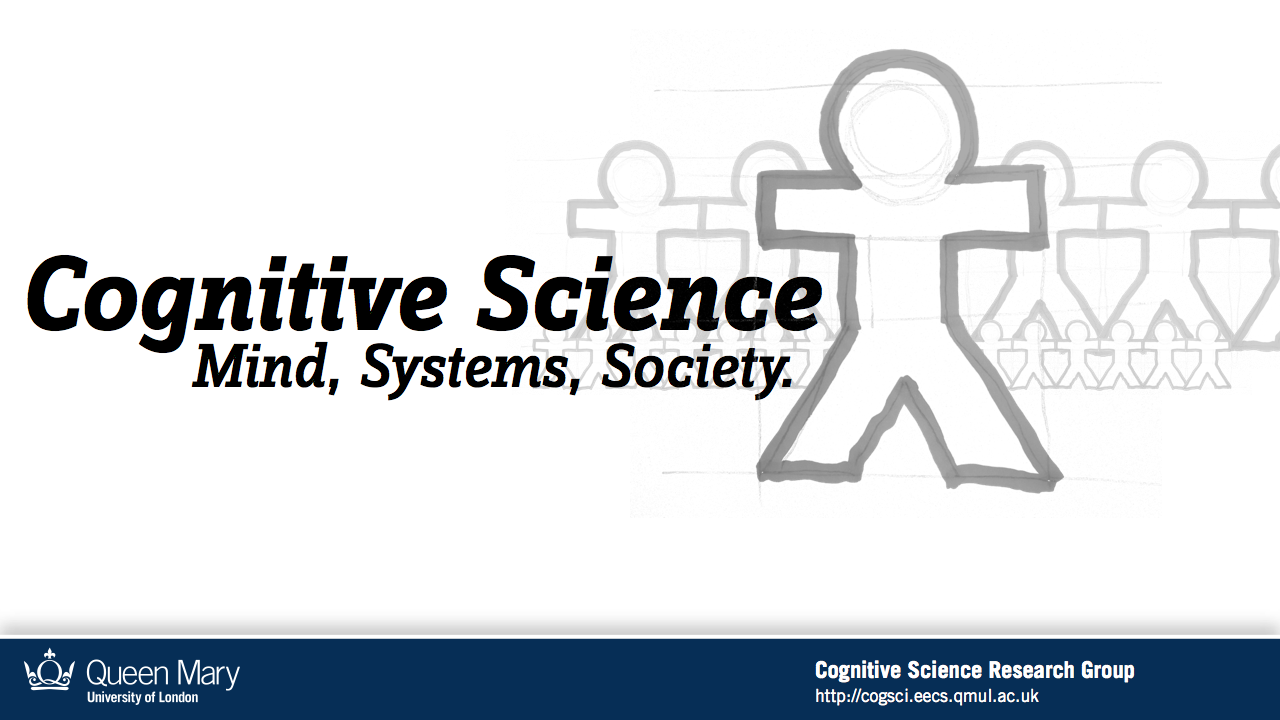 Cognitive Science
Mind, Systems, Society.
Queen Mary
University of London
Cognitive Science Research Group
http://cogsci.eecs.qmul.ac.uk